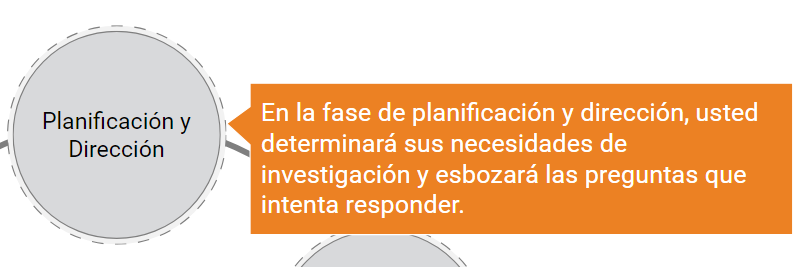 Planificación y
Dirección
En la fase de planificación y dirección, usted
determinará sus necesidades de
investigación y esbozará las preguntas que
intenta responder.